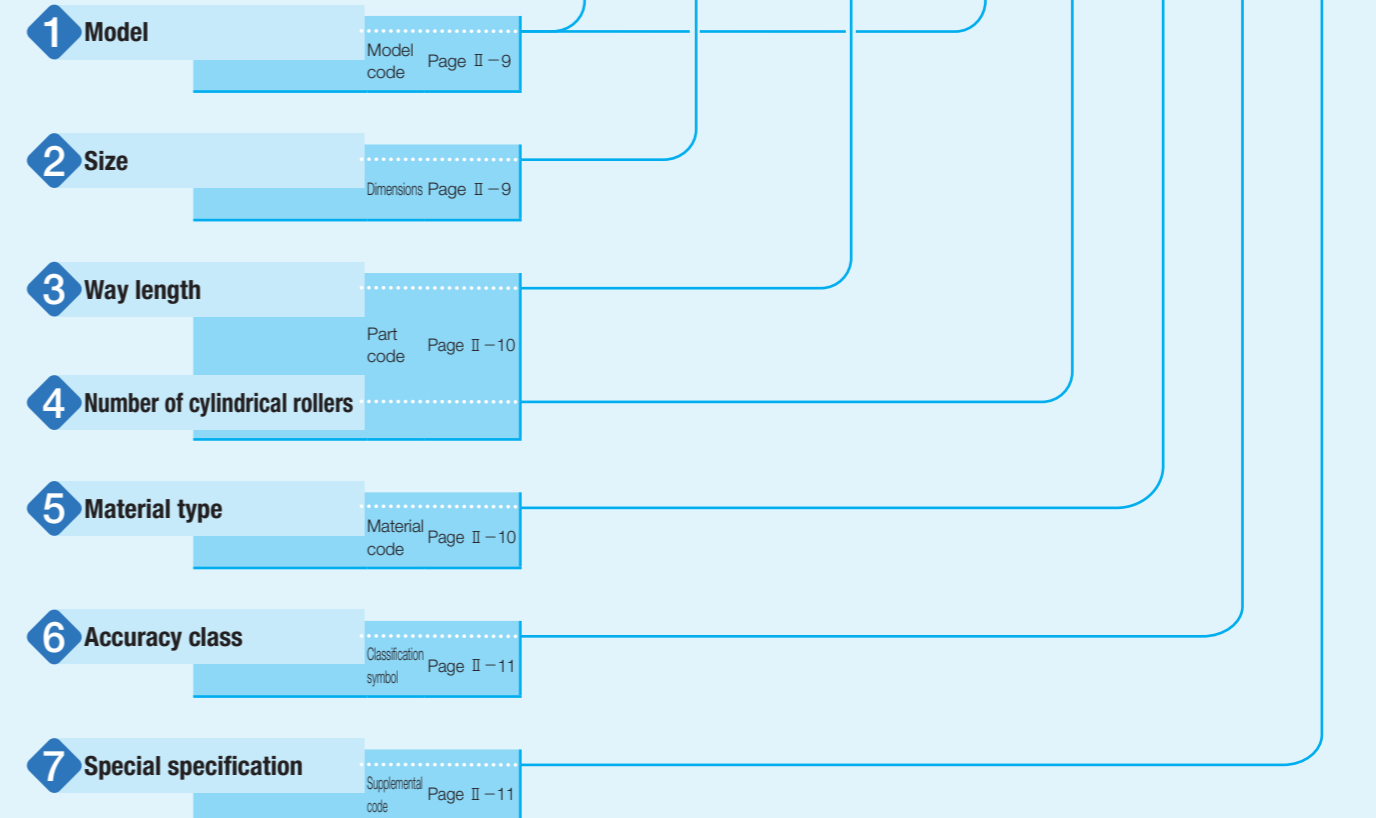 1 Model
Model
code
Page Ⅱ－9
2 Size
Dimensions Page Ⅱ－9
3 Way length
Part
code
Page Ⅱ－10
4 Number of cylindrical rollers
5 Material type
Material
code
Page Ⅱ－10
6 Accuracy class
Classification
symbol
Page Ⅱ－11
7 Special specification
Supplemental
code
Page Ⅱ－11